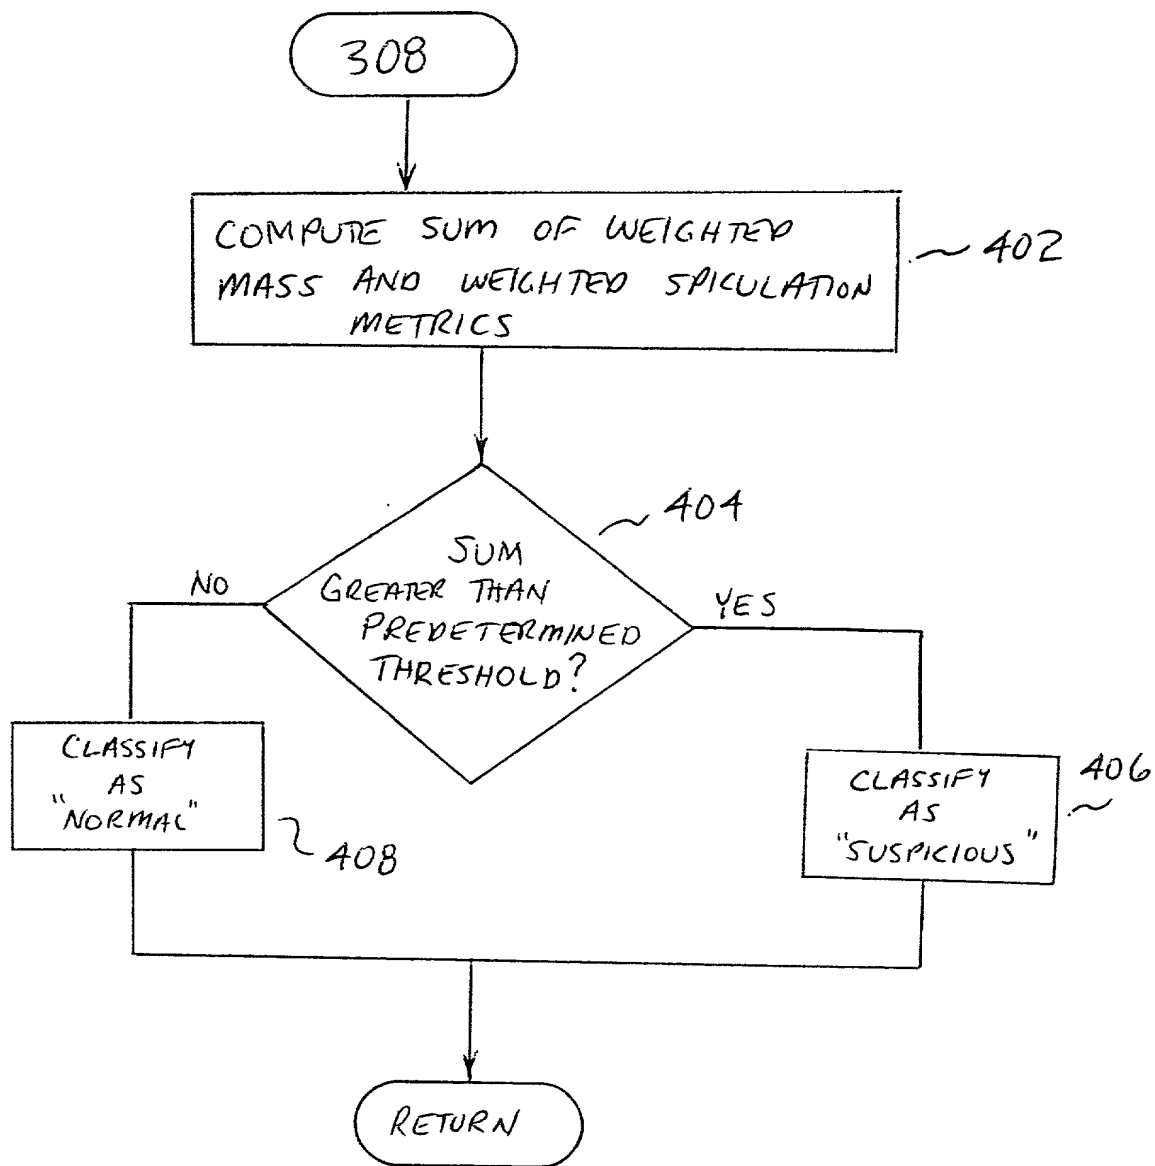 308
COMPUTE SUM OF WEIGHTED
MASS AND WEIGHTED SPICULATION
METRICS
402
404
SUM
GREATER THAN
PREDETERMINED
THRESHOLD?
NO
YES
CLASSIFY
AS
"NORMAL"
408
CLASSIFY
AS
"SUSPICIOUS"
406
RETURN